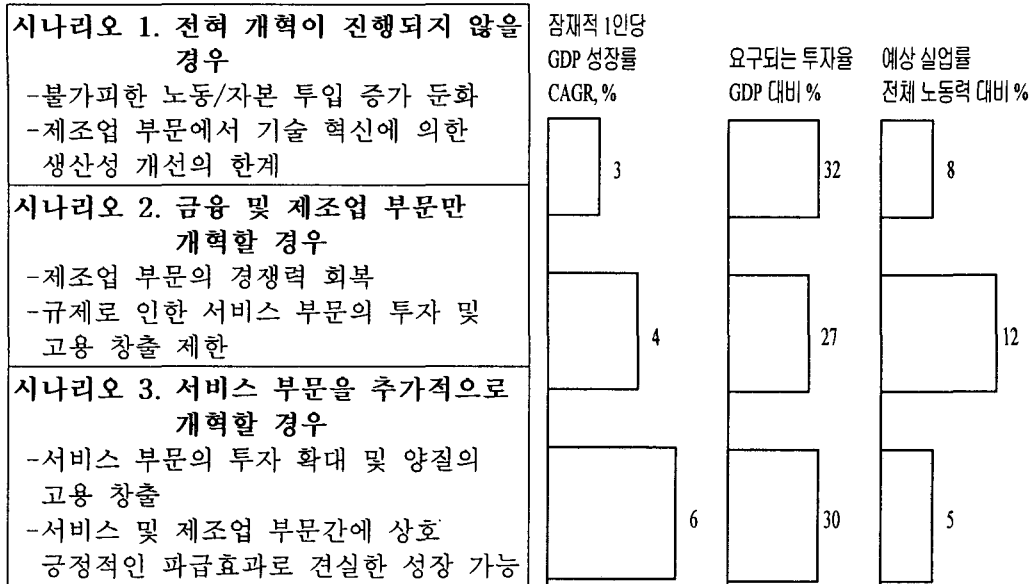 시나리오 1. 전혀 개혁이 진행되지 않을
경우
-불가피한 노동/자본 투입 증가 둔화
-제조업 부문에서 기술 혁신에 의한
생산성 개선의 한계
시나리오 2. 금융 및 제조업 부문만
개혁할 경우
-제조업 부문의 경쟁력 회복
-규제로 인한 서비스 부문의 투자 및
고용 창출 제한
시나리오 3. 서비스 부문을 추가적으로
개혁할 경우
-서비스 부문의 투자 확대 및 양질의
고용 창출
-서비스 및 제조업 부문간에 상호
긍정적인 파급효과로 견실한 성장 가능
잠재적 1인당
GDP 성장률
CAGR, %
3
4
6
요구되는 투자율
GDP 대비 %
32
27
30
예상 실업률
전체 노동력 대비 %
8
12
5